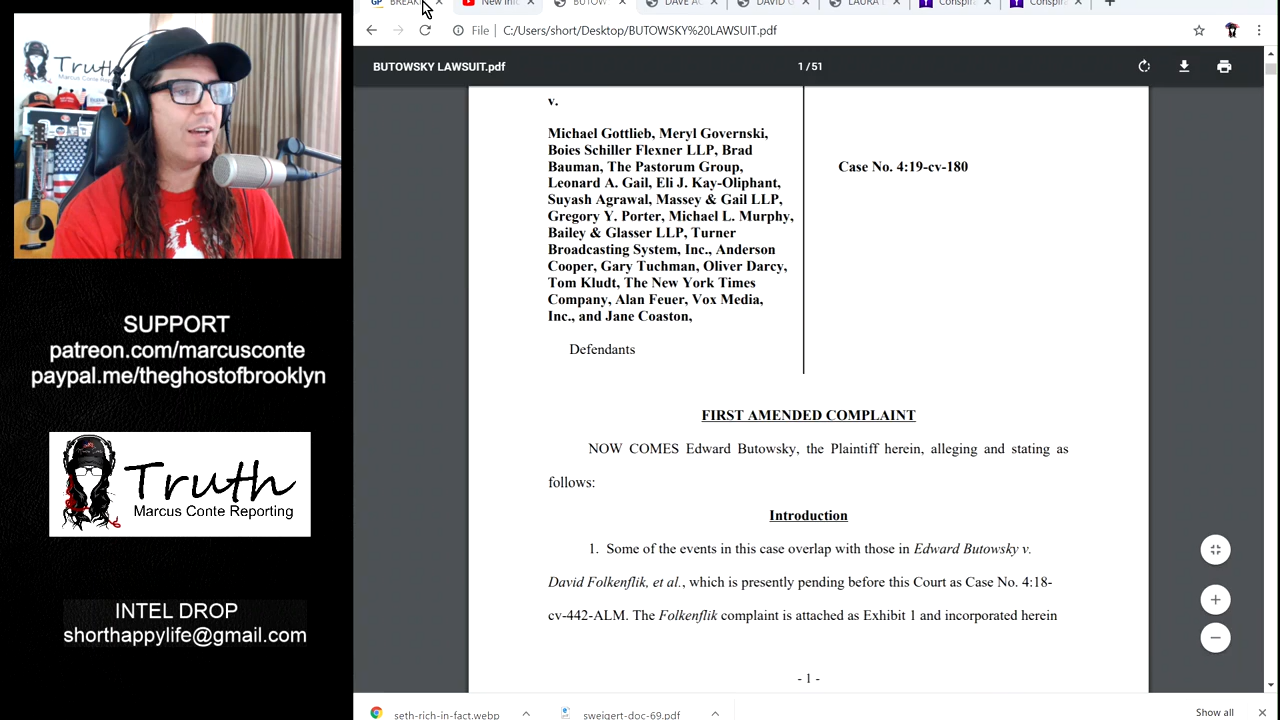 BREAK
New Inf
BUTOW
DAVE A
DAVID G
LAURA L
Conspir
Conspir
File C:/Users/short/Desktop/BUTOWSKY%20LAWSUIT.pdf
BUTOWSKY LAWSUIT.pdf
1 / 51
Truth
Marcus Conte Reporting
SUPPORT
patreon.com/marcusconte
paypal.me/theghostofbrooklyn
Truth
Marcus Conte Reporting
INTEL DROP
shorthappylife@gmail.com
v.
Michael Gottlieb, Meryl Governski,
Boies Schiller Flexner LLP, Brad
Bauman, The Pastorum Group,
Leonard A. Gail, Eli J. Kay-Oliphant,
Suyash Agrawal, Massey & Gail LLP,
Gregory Y. Porter, Michael L. Murphy,
Bailey & Glasser LLP, Turner
Broadcasting System, Inc., Anderson
Cooper, Gary Tuchman, Oliver Darcy,
Tom Kludt, The New York Times
Company, Alan Feuer, Vox Media,
Inc., and Jane Coaston,
Defendants
Case No. 4:19-cv-180
FIRST AMENDED COMPLAINT
NOW COMES Edward Butowsky, the Plaintiff herein, alleging and stating as
follows:
Introduction
1. Some of the events in this case overlap with those in Edward Butowsky v.
David Folkenflik, et al., which is presently pending before this Court as Case No. 4:18-
cv-442-ALM. The Folkenflik complaint is attached as Exhibit 1 and incorporated herein
- 1 -
seth-rich-in-fact.webp
sweigert-doc-69.pdf
Show all